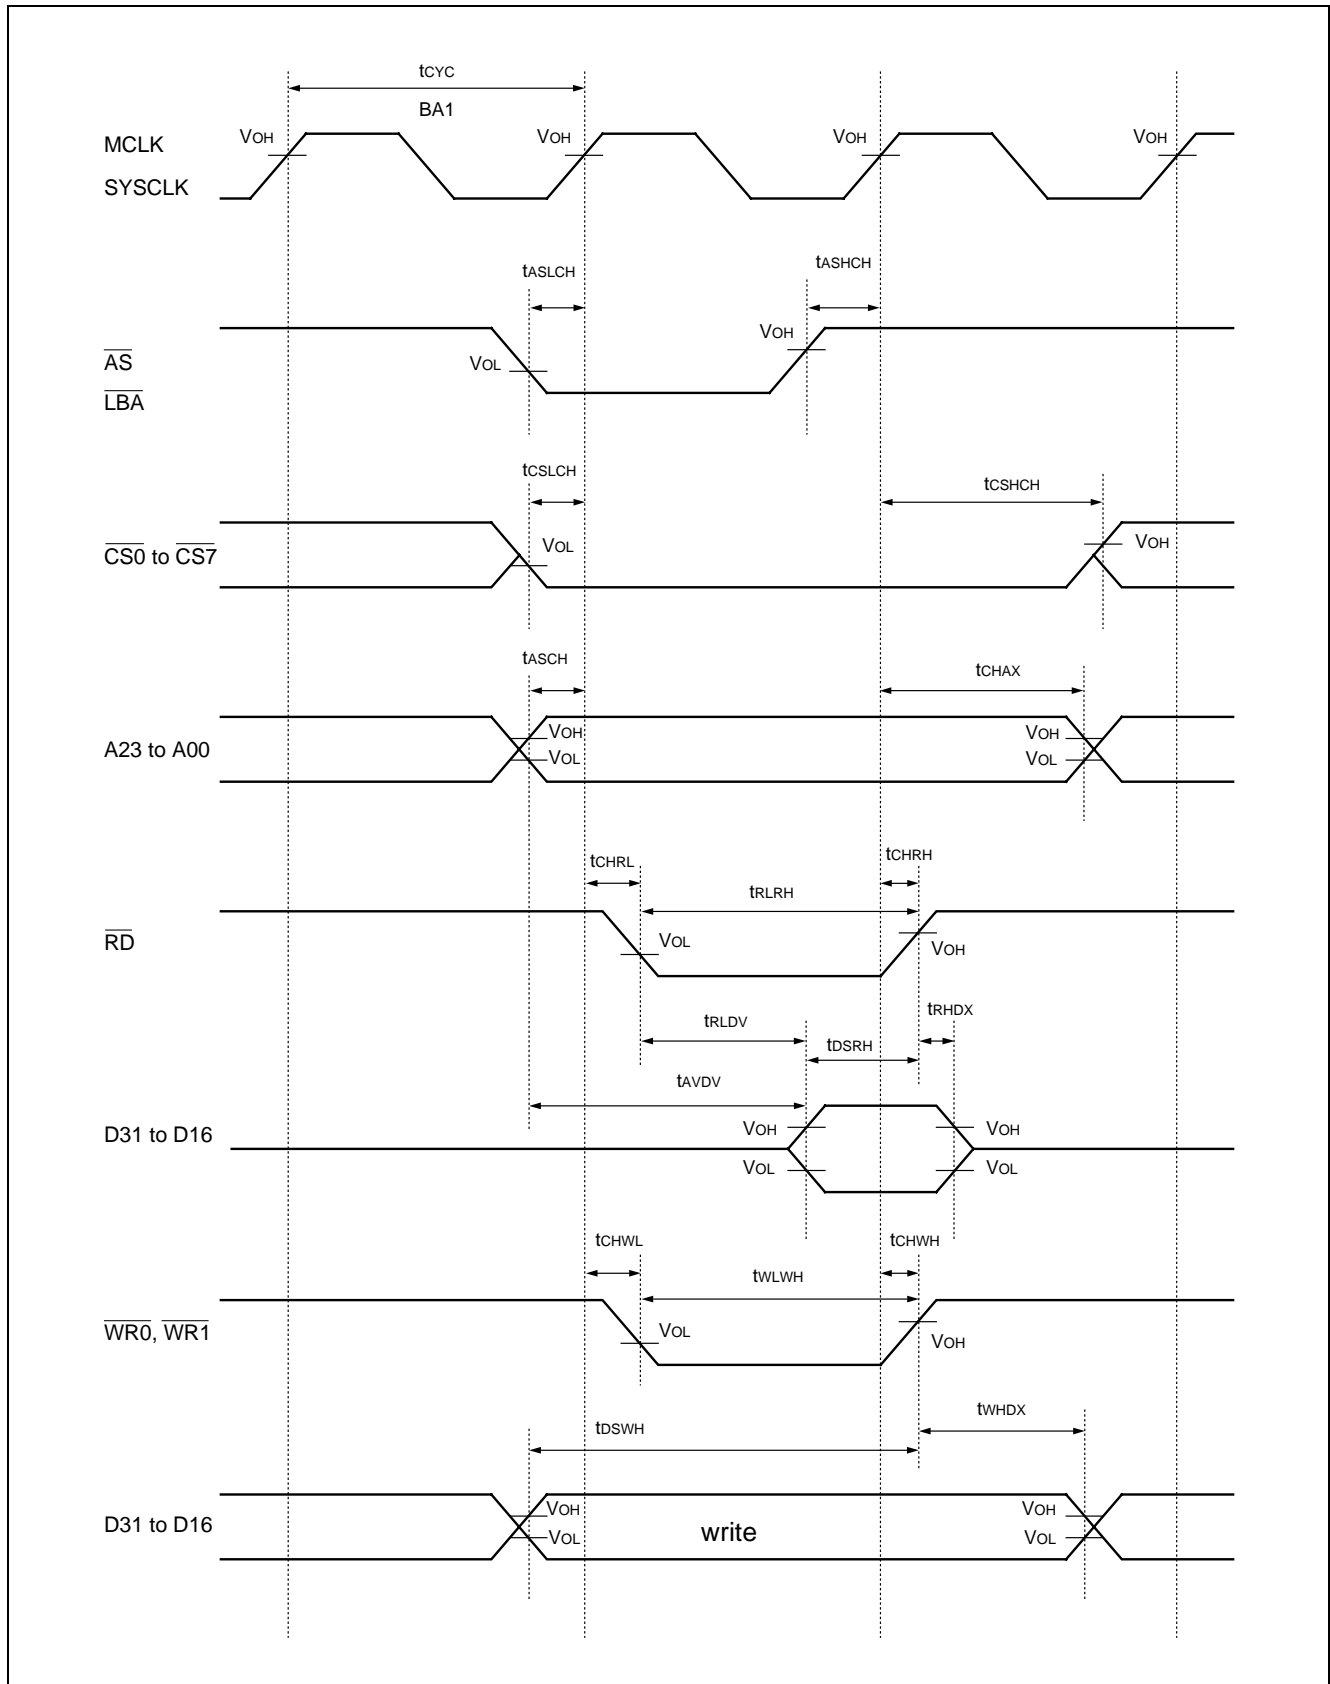 tCYC
BA1
MCLK
SYSCLK
VOH VOH VOH VOH
tASLCH tASHCH
AS
LBA
VOL VOH
tCSLCH tCSHCH
CS0 to CS7
VOL VOH
tASCH tCHAX
A23 to A00
VOH VOH
VOL VOL
tCHRL tCHRH
tRLRH
RD
VOL VOH
tRLDV tRHDX
tDSRH
tAVDV
D31 to D16
VOH VOH
VOL VOL
tCHWL tCHWH
tWLWH
WR0, WR1
VOL VOH
tDSWH tWHDX
D31 to D16
VOH VOH
VOL write VOL